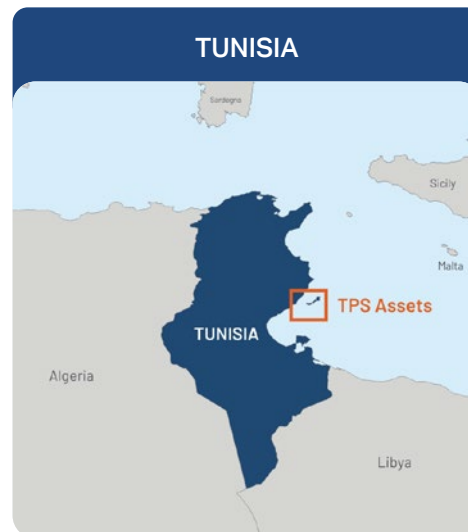 TUNISIA
Sardegna
Sicily
Malta
TPS Assets
TUNISIA
Algeria
Libya